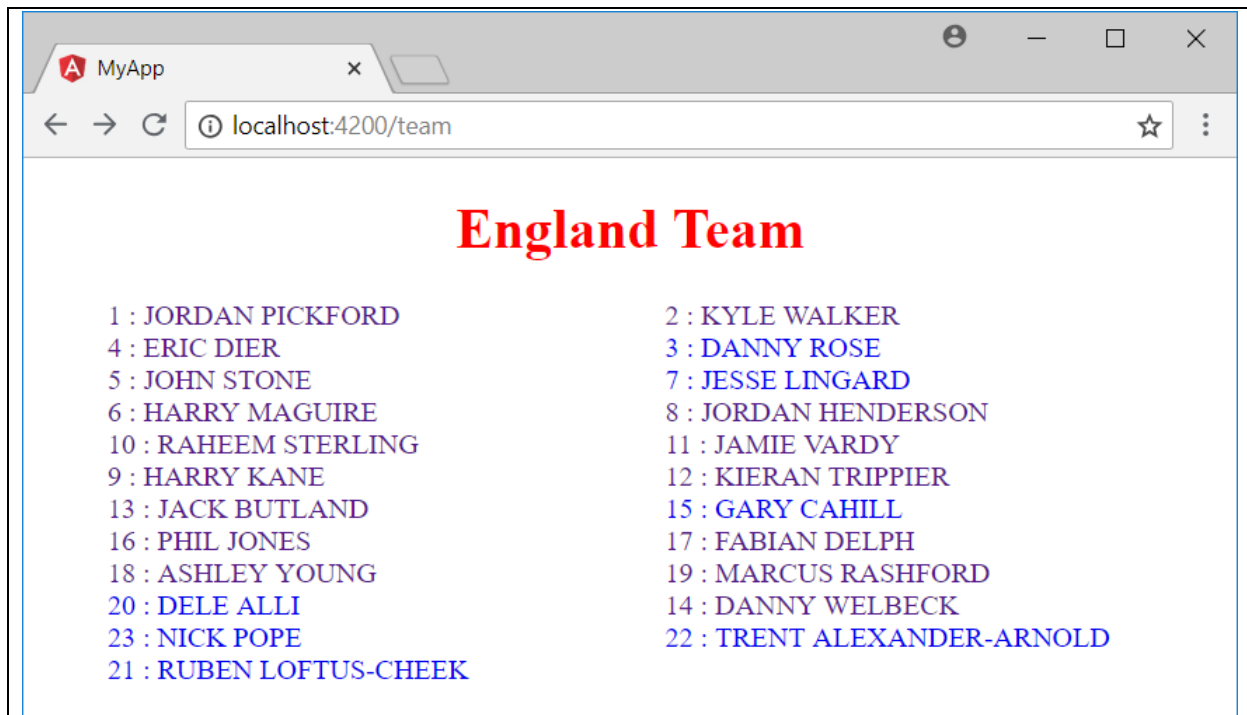 MyApp
localhost:4200/team
England Team
1 : JORDAN PICKFORD 2 : KYLE WALKER
4 : ERIC DIER 3 : DANNY ROSE
5 : JOHN STONE 7 : JESSE LINGARD
6 : HARRY MAGUIRE 8 : JORDAN HENDERSON
10 : RAHEEM STERLING 11 : JAMIE VARDY
9 : HARRY KANE 12 : KIERAN TRIPPIER
13 : JACK BUTLAND 15 : GARY CAHILL
16 : PHIL JONES 17 : FABIAN DELPH
18 : ASHLEY YOUNG 19 : MARCUS RASHFORD
20 : DELE ALLI 14 : DANNY WELBECK
23 : NICK POPE 22 : TRENT ALEXANDER-ARNOLD
21 : RUBEN LOFTUS-CHEEK